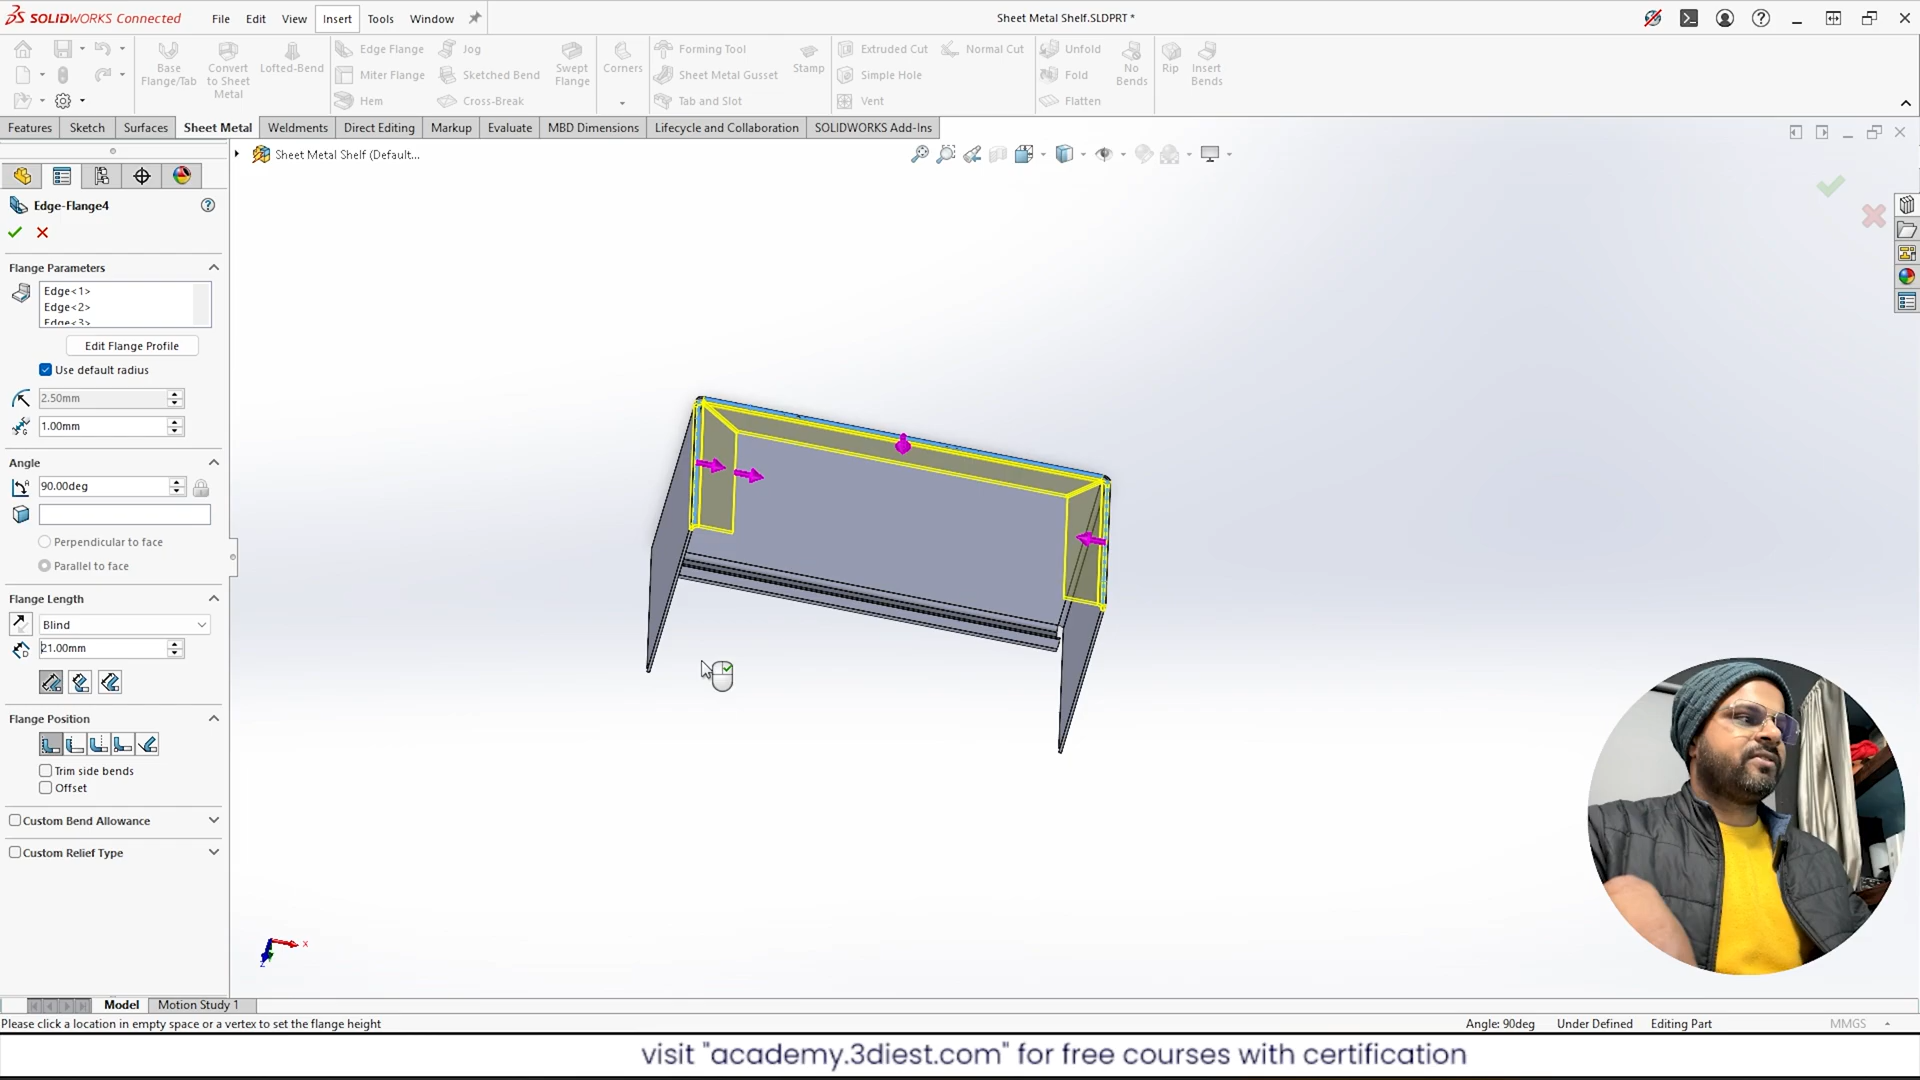 SOLIDWORKS Connected
File Edit View Insert Tools Window
Sheet Metal Shelf.SLDPRT *
Base Flange/Tab
Convert to Sheet Metal
Lofted-Bend
Edge Flange
Miter Flange
Hem
Jog
Sketched Bend
Cross-Break
Swept Flange
Corners
Forming Tool
Sheet Metal Gusset
Tab and Slot
Stamp
Extruded Cut
Simple Hole
Vent
Normal Cut
Unfold
Fold
Flatten
No Bends
Rip
Insert Bends
Features Sketch Surfaces Sheet Metal Weldments Direct Editing Markup Evaluate MBD Dimensions Lifecycle and Collaboration SOLIDWORKS Add-Ins
Sheet Metal Shelf (Default...
Edge-Flange4
Flange Parameters
Edge<1>
Edge<2>
Edge<3>
Edit Flange Profile
Use default radius
2.50mm
1.00mm
Angle
90.00deg
Perpendicular to face
Parallel to face
Flange Length
Blind
21.00mm
Flange Position
Trim side bends
Offset
Custom Bend Allowance
Custom Relief Type
x
z
Model Motion Study 1
Please click a location in empty space or a vertex to set the flange height
Angle: 90deg Under Defined Editing Part MMGS
visit "academy.3diest.com" for free courses with certification